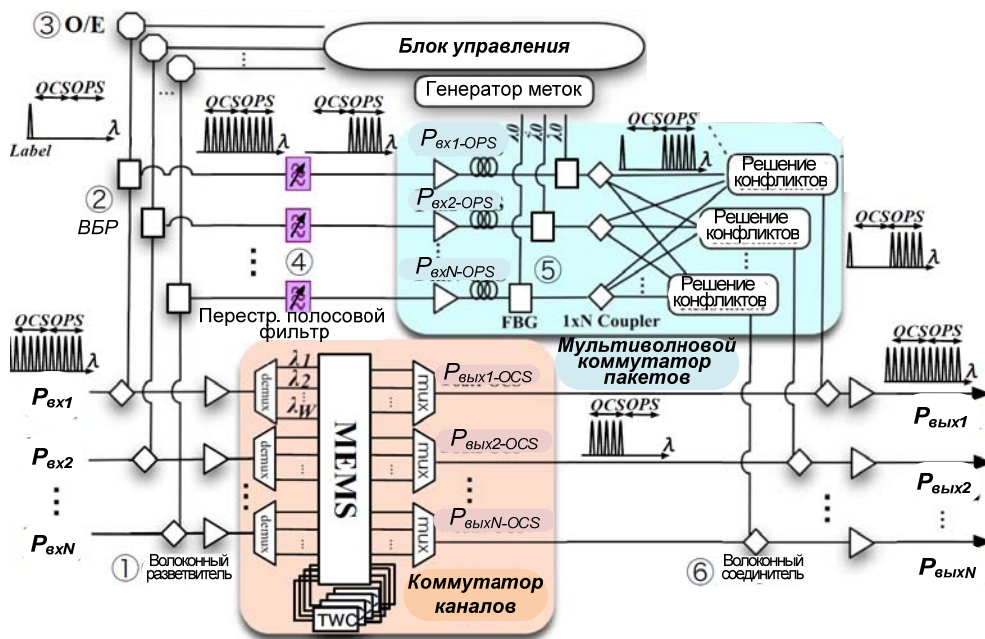 ③ O/E
Блок управления
Генератор меток
QCSOPS
λ
Label
QCSOPS
λ
QCSOPS
λ
Pвх1-OPS
λ0
λ0
λ0
QCSOPS
λ
Решение
конфликтов
②
ВБР
Pвх2-OPS
Решение
конфликтов
QCSOPS
λ
④
⑤
PвхN-OPS
Решение
конфликтов
Перестр. полосовой
фильтр
FBG
1xN Coupler
Мультиволновой
коммутатор
пакетов
QCSOPS
λ
QCSOPS
λ
Pвх1
demux
λ1
λ2
λW
MEMS
mux
Pвых1-OCS
Pвых1
QCSOPS
λ
Pвх2
demux
mux
Pвых2-OCS
Pвых2
PвхN
demux
mux
PвыхN-OCS
PвыхN
① Волоконный
разветвитель
⑥ Волоконный
соединитель
TWC
Коммутатор
каналов